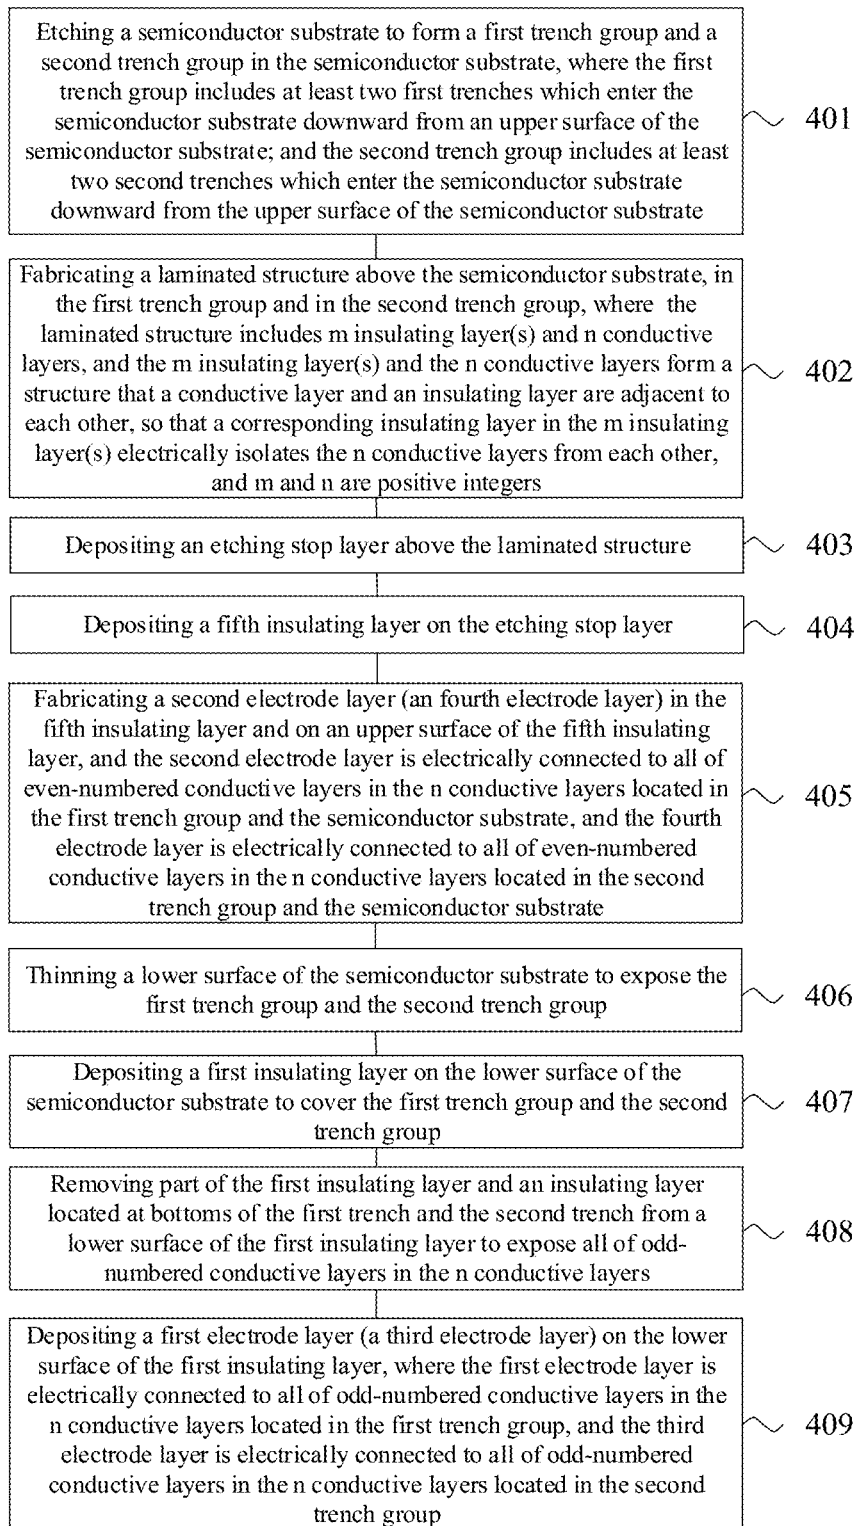 Etching a semiconductor substrate to form a first trench group and a
second trench group in the semiconductor substrate, where the first
trench group includes at least two first trenches which enter the
semiconductor substrate downward from an upper surface of the
semiconductor substrate; and the second trench group includes at least
two second trenches which enter the semiconductor substrate
downward from the upper surface of the semiconductor substrate
401
Fabricating a laminated structure above the semiconductor substrate, in
the first trench group and in the second trench group, where the
laminated structure includes m insulating layer(s) and n conductive
layers, and the m insulating layer(s) and the n conductive layers form a
structure that a conductive layer and an insulating layer are adjacent to
each other, so that a corresponding insulating layer in the m insulating
layer(s) electrically isolates the n conductive layers from each other,
and m and n are positive integers
402
Depositing an etching stop layer above the laminated structure
403
Depositing a fifth insulating layer on the etching stop layer
404
Fabricating a second electrode layer (an fourth electrode layer) in the
fifth insulating layer and on an upper surface of the fifth insulating
layer, and the second electrode layer is electrically connected to all of
even-numbered conductive layers in the n conductive layers located in
the first trench group and the semiconductor substrate, and the fourth
electrode layer is electrically connected to all of even-numbered
conductive layers in the n conductive layers located in the second
trench group and the semiconductor substrate
405
Thinning a lower surface of the semiconductor substrate to expose the
first trench group and the second trench group
406
Depositing a first insulating layer on the lower surface of the
semiconductor substrate to cover the first trench group and the second
trench group
407
Removing part of the first insulating layer and an insulating layer
located at bottoms of the first trench and the second trench from a
lower surface of the first insulating layer to expose all of odd-
numbered conductive layers in the n conductive layers
408
Depositing a first electrode layer (a third electrode layer) on the lower
surface of the first insulating layer, where the first electrode layer is
electrically connected to all of odd-numbered conductive layers in the
n conductive layers located in the first trench group, and the third
electrode layer is electrically connected to all of odd-numbered
conductive layers in the n conductive layers located in the second
trench group
409